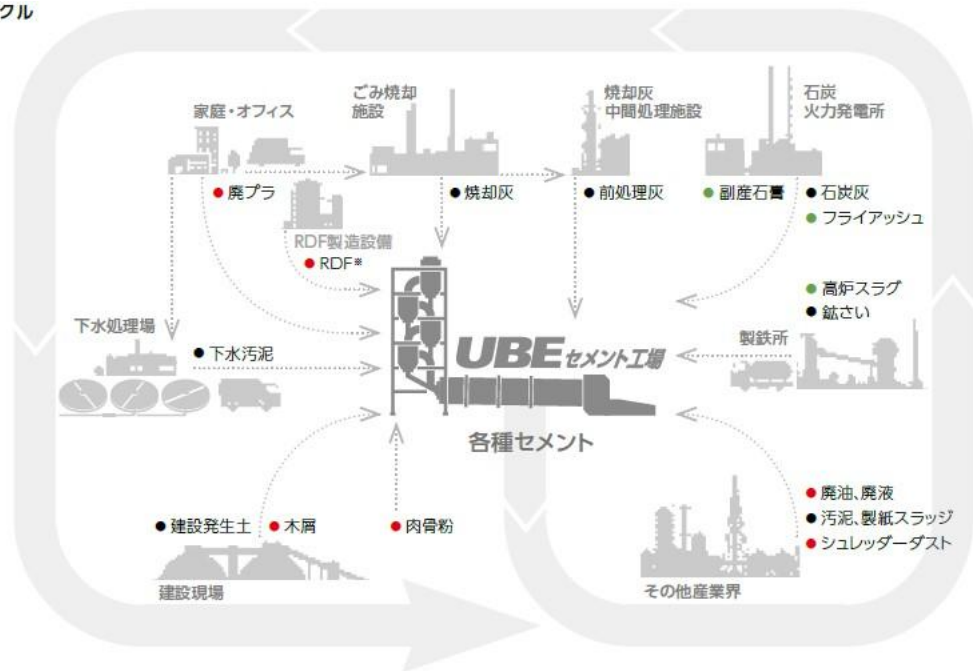 クル
家庭・オフィス
ごみ焼却
施設
焼却灰
中間処理施設
石炭
火力発電所
● 廃プラ
● 焼却灰
● 前処理灰
● 副産石膏
● 石炭灰
● フライアッシュ
RDF製造設備
● RDF※
● 高炉スラグ
● 鉱さい
下水処理場
● 下水汚泥
製鉄所
UBE セメント工場
各種セメント
● 建設発生土
● 木屑
● 肉骨粉
● 廃油、廃液
● 汚泥、製紙スラッジ
● シュレッダーダスト
建設現場
その他産業界